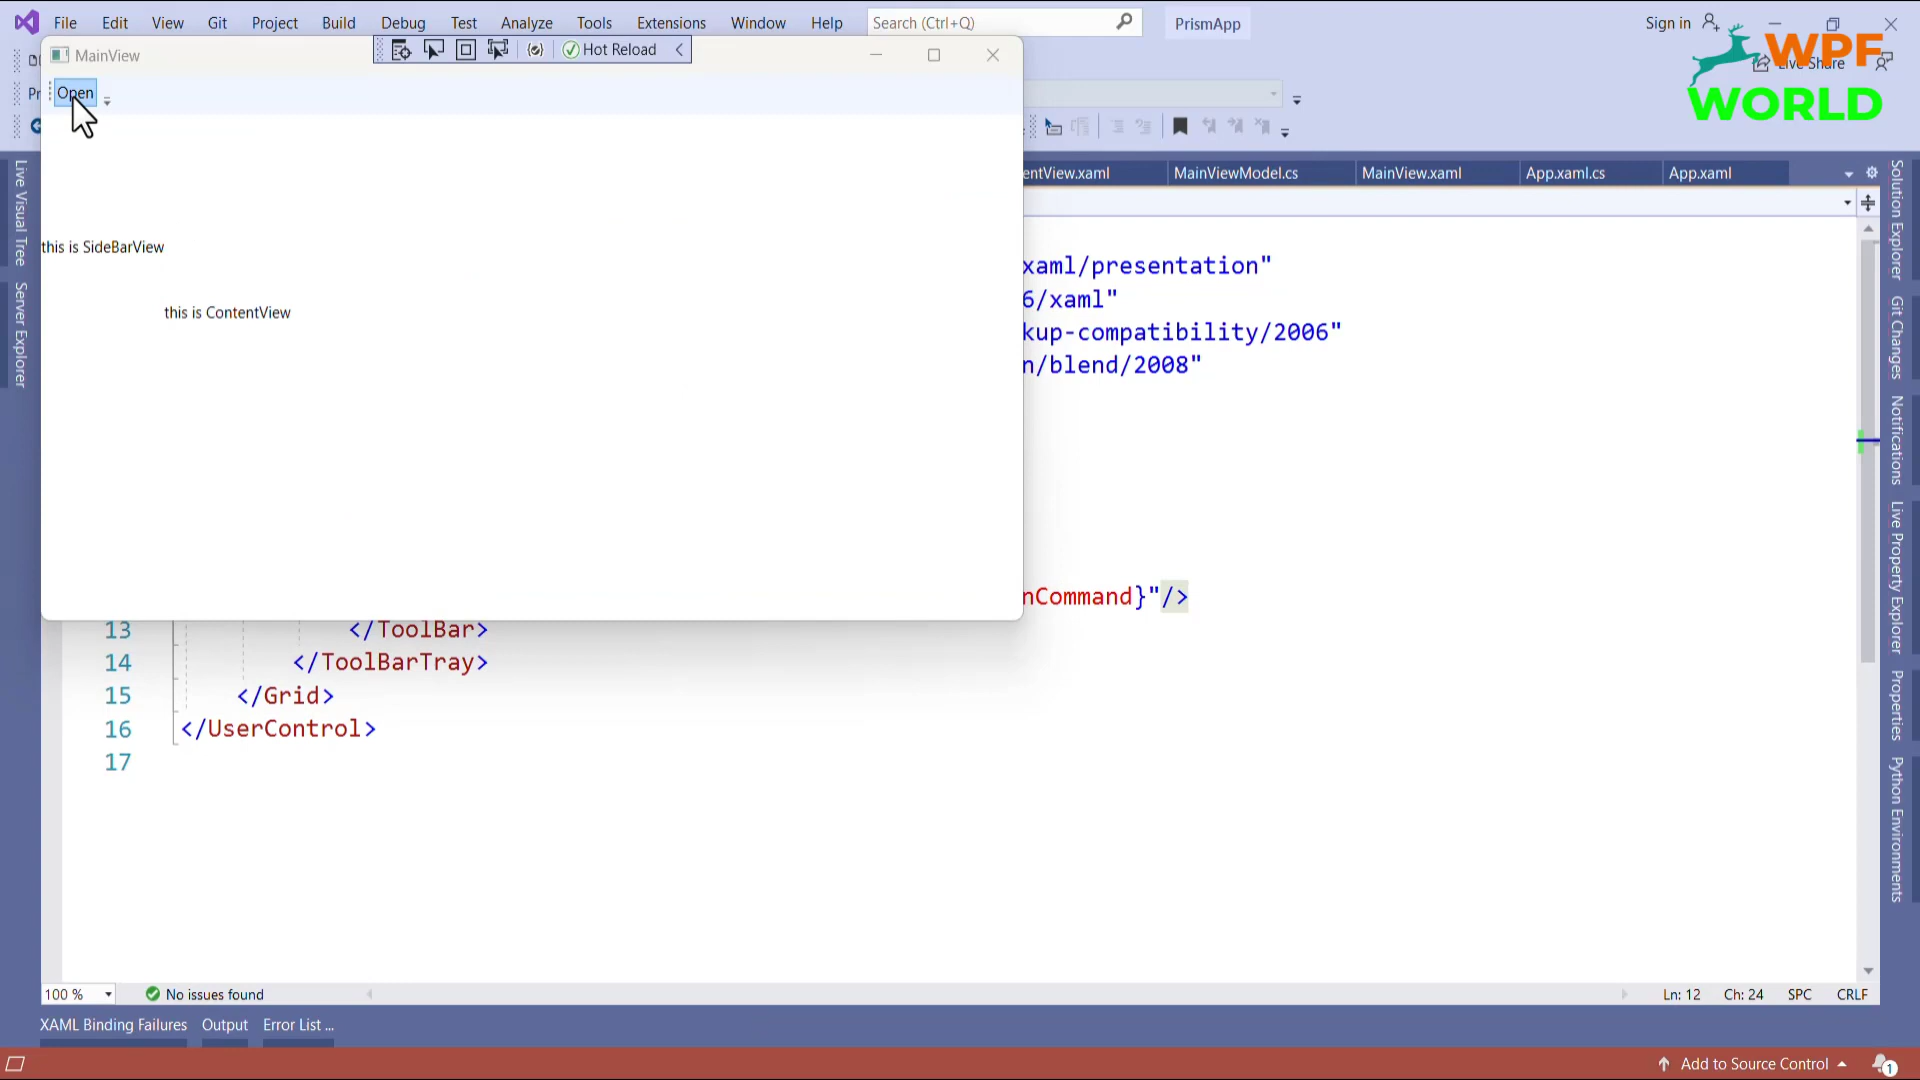 File Edit View Git Project Build Debug Test Analyze Tools Extensions Window Help Search (Ctrl+Q) PrismApp Sign in
MainView Hot Reload
WPF
Live Share
WORLD
Open
entView.xaml MainViewModel.cs MainView.xaml App.xaml.cs App.xaml
Live Visual Tree
Server Explorer
this is SideBarView
this is ContentView
xaml/presentation"
6/xaml"
kup-compatibility/2006"
n/blend/2008"
nCommand}"/>
13 </ToolBar>
14 </ToolBarTray>
15 </Grid>
16 </UserControl>
17
Solution Explorer
Git Changes
Notifications
Live Property Explorer
Properties
Python Environments
100 % No issues found Ln: 12 Ch: 24 SPC CRLF
XAML Binding Failures Output Error List ...
Add to Source Control 1